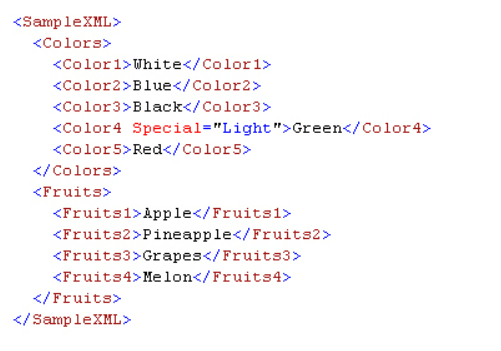 <SampleXML>
<Colors>
<Color1>White</Color1>
<Color2>Blue</Color2>
<Color3>Black</Color3>
<Color4 Special="Light">Green</Color4>
<Color5>Red</Color5>
</Colors>
<Fruits>
<Fruits1>Apple</Fruits1>
<Fruits2>Pineapple</Fruits2>
<Fruits3>Grapes</Fruits3>
<Fruits4>Melon</Fruits4>
</Fruits>
</SampleXML>